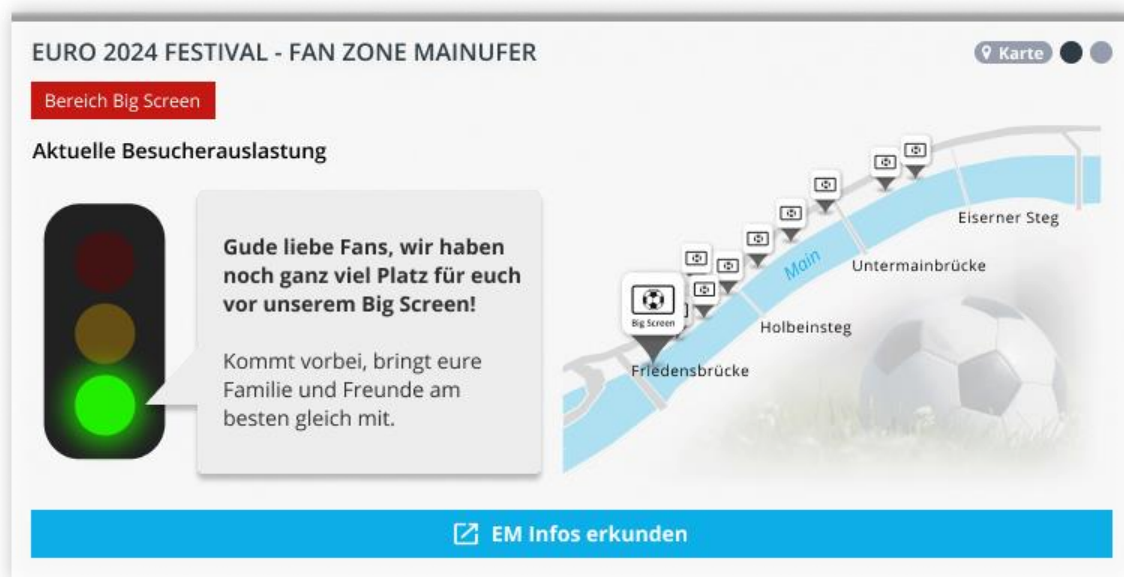 EURO 2024 FESTIVAL - FAN ZONE MAINUFER
Karte
Bereich Big Screen
Aktuelle Besucherauslastung
Gude liebe Fans, wir haben
noch ganz viel Platz für euch
vor unserem Big Screen!
Kommt vorbei, bringt eure
Familie und Freunde am
besten gleich mit.
Eiserner Steg
Main
Untermainbrücke
Big Screen
Holbeinsteg
Friedensbrücke
EM Infos erkunden